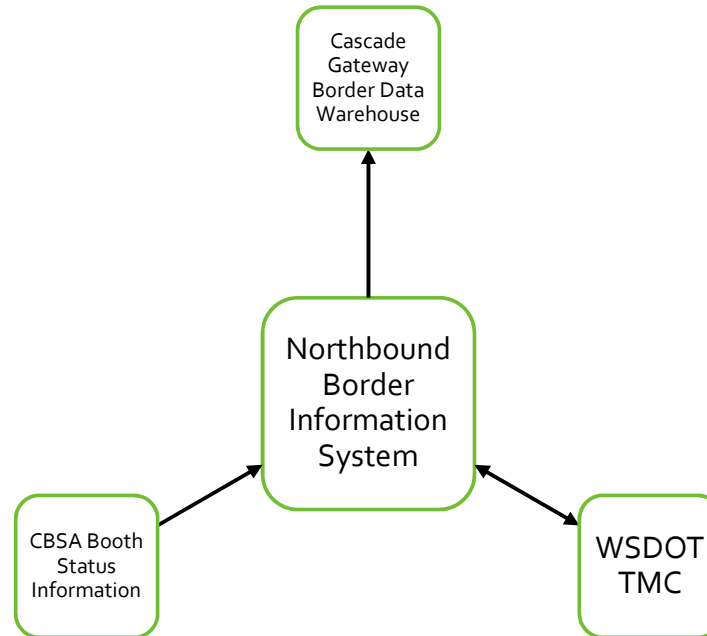 Cascade
Gateway
Border Data
Warehouse
Northbound
Border
Information
System
CBSA Booth
Status
Information
WSDOT
TMC